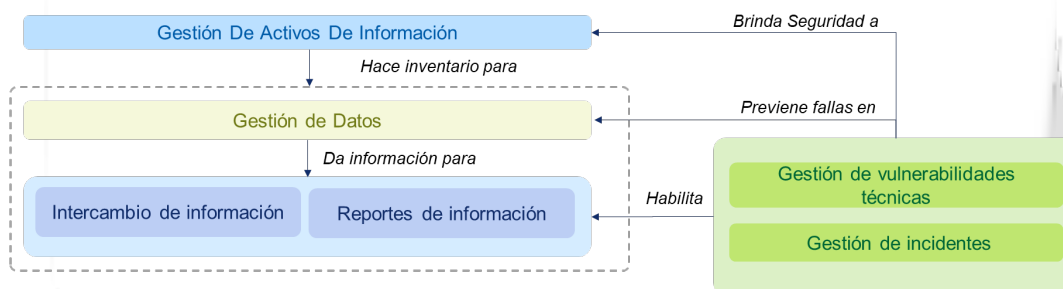 Brinda Seguridad a
Gestión De Activos De Información
Hace inventario para
Previene fallas en
Gestión de Datos
Da información para
Gestión de vulnerabilidades
técnicas
Habilita
Intercambio de información
Reportes de información
Gestión de incidentes